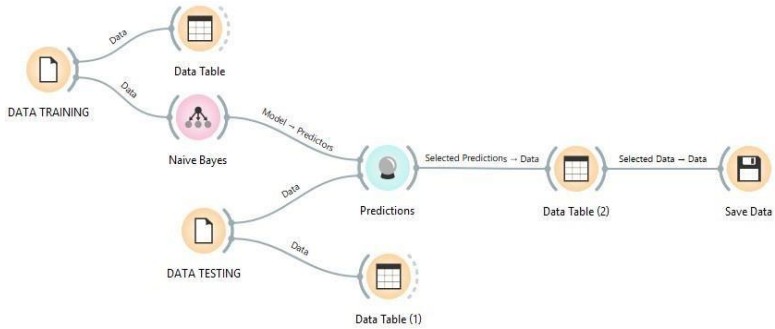 Data
Data Table
DATA TRAINING
Data
Naive Bayes
Model → Predictors
Predictions
Selected Predictions → Data
Data Table (2)
Selected Data → Data
Save Data
Data
DATA TESTING
Data
Data Table (1)